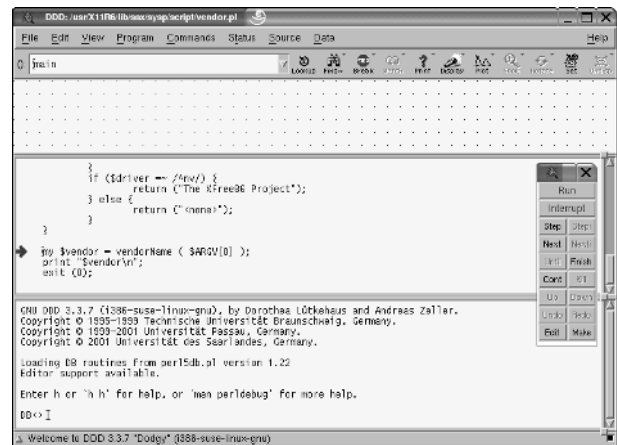 DDD: /usr/X11R6/lib/sax/sysp/script/vendor.pl
File Edit View Program Commands Status Source Data Help
(): main
Lookup Break Print Display Plot Set
}
if ($driver =~ /^nv/) {
return ("The XFree86 Project");
} else {
return ("<none>");
}
}
my $vendor = vendorName ( $ARGV[0] );
print "$vendor\n";
exit (0);
Run
Interrupt
Step Stepi
Next Nexti
Until Finish
Cont Kill
Up Down
Undo Redo
Edit Make
GNU DDD 3.3.7 (i386-suse-linux-gnu), by Dorothea Lütkehaus and Andreas Zeller.
Copyright © 1995-1999 Technische Universität Braunschweig, Germany.
Copyright © 1999-2001 Universität Passau, Germany.
Copyright © 2001 Universität des Saarlandes, Germany.
Loading DB routines from perl5db.pl version 1.22
Editor support available.
Enter h or `h h' for help, or `man perldebug' for more help.
DB<>
Welcome to DDD 3.3.7 "Dodgy" (i386-suse-linux-gnu)